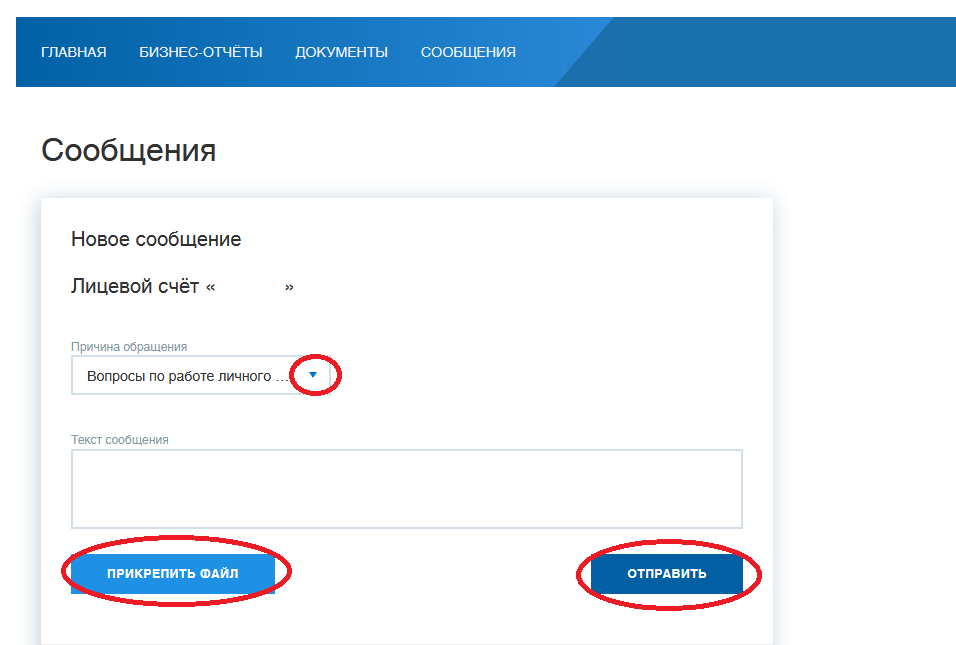 ГЛАВНАЯ БИЗНЕС-ОТЧЁТЫ ДОКУМЕНТЫ СООБЩЕНИЯ
Сообщения
Новое сообщение
Лицевой счёт « »
Причина обращения
Вопросы по работе личного ...
Текст сообщения
ПРИКРЕПИТЬ ФАЙЛ ОТПРАВИТЬ